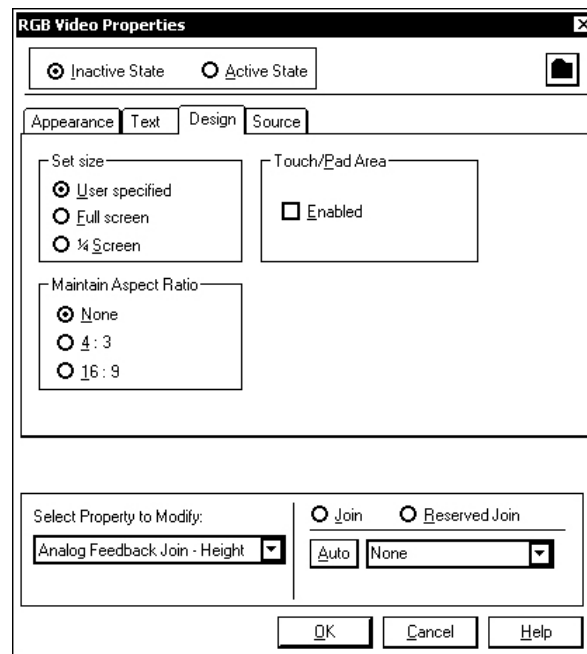 RGB Video Properties
Inactive State Active State
Appearance Text Design Source
Set size
User specified
Full screen
¼ Screen
Touch/Pad Area
Enabled
Maintain Aspect Ratio
None
4 : 3
16 : 9
Select Property to Modify:
Analog Feedback Join - Height
Join Reserved Join
Auto None
OK Cancel Help